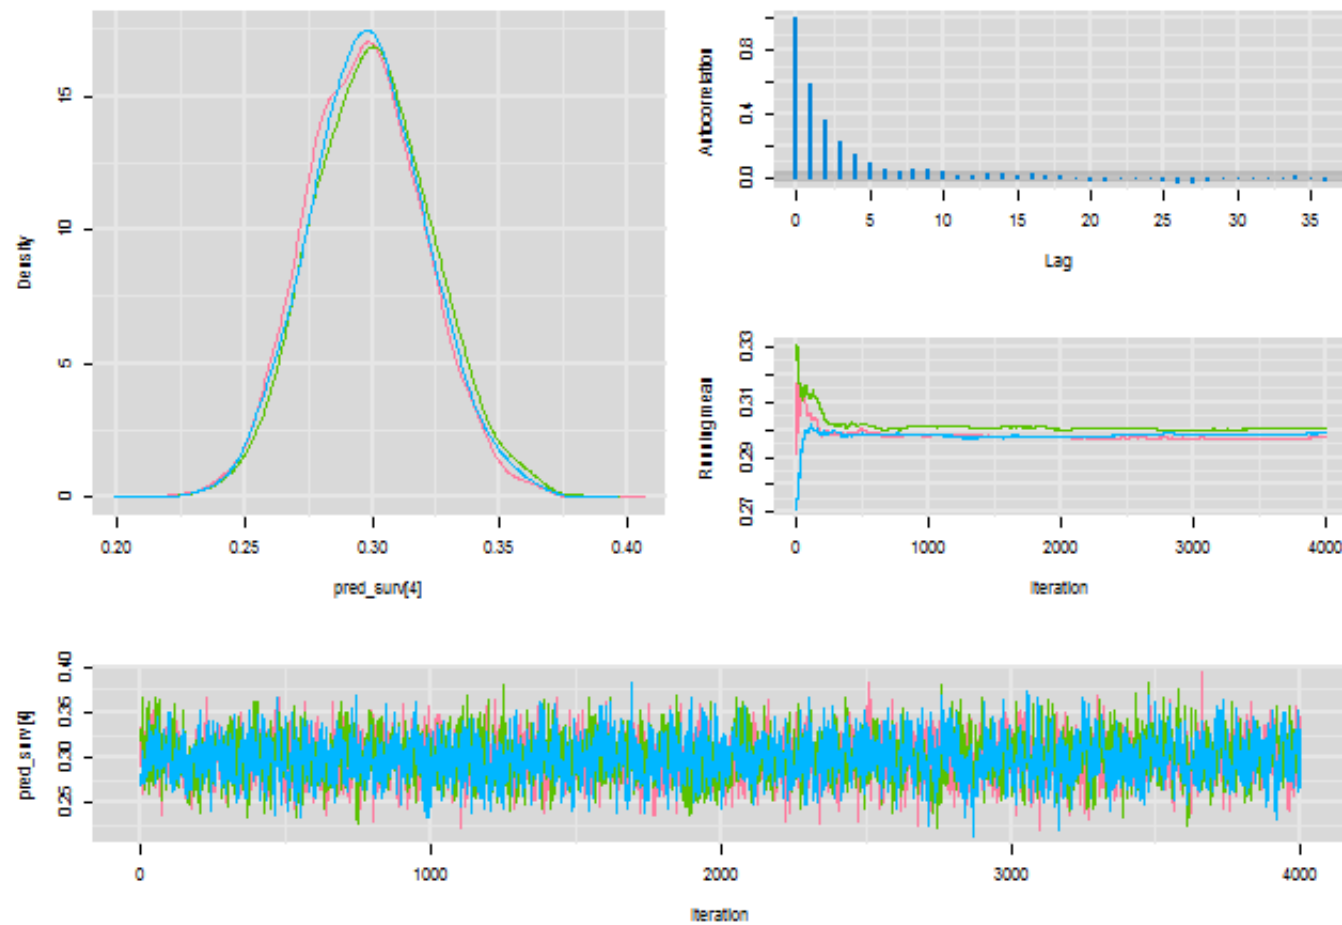 Density
15
10
5
0
0.20 0.25 0.30 0.35 0.40
pred_surv[4]
Autocorrelation
0.8
0.4
0.0
0 5 10 15 20 25 30 35
Lag
Running mean
0.33
0.31
0.29
0.27
0 1000 2000 3000 4000
Iteration
pred_surv[4]
0.40
0.35
0.30
0.25
0 1000 2000 3000 4000
Iteration